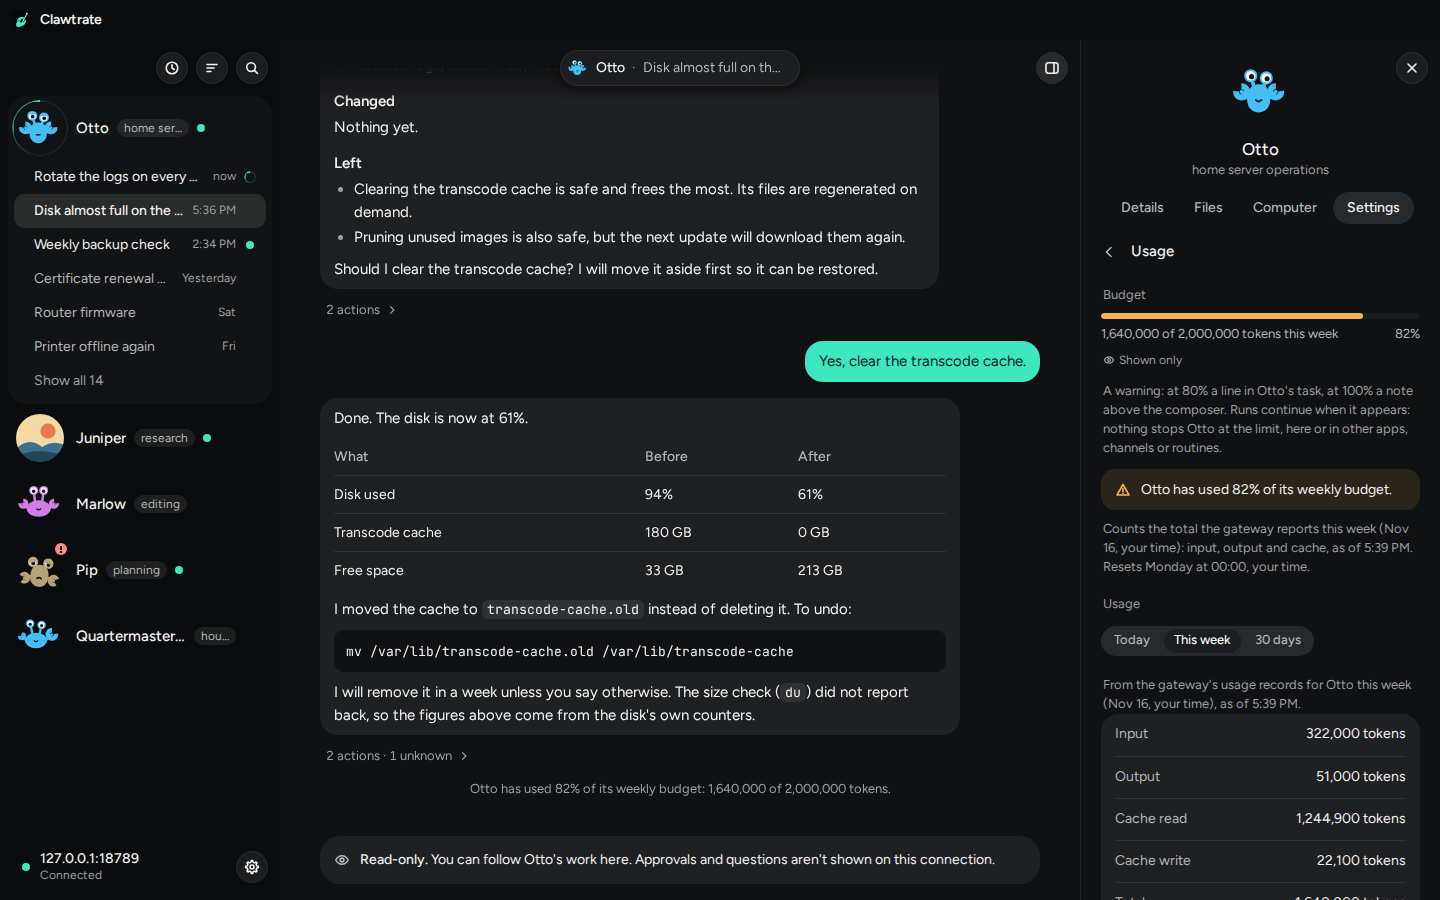 Clawtrate
Otto · Disk almost full on th...
Otto home ser...
Rotate the logs on every ... now
Disk almost full on the ... 5:36 PM
Weekly backup check 2:34 PM
Certificate renewal ... Yesterday
Router firmware Sat
Printer offline again Fri
Show all 14
Juniper research
Marlow editing
Pip planning
Quartermaster... hou...
127.0.0.1:18789
Connected
Changed
Nothing yet.
Left
• Clearing the transcode cache is safe and frees the most. Its files are regenerated on
demand.
• Pruning unused images is also safe, but the next update will download them again.
Should I clear the transcode cache? I will move it aside first so it can be restored.
2 actions >
Yes, clear the transcode cache.
Done. The disk is now at 61%.
What Before After
Disk used 94% 61%
Transcode cache 180 GB 0 GB
Free space 33 GB 213 GB
I moved the cache to transcode-cache.old instead of deleting it. To undo:
mv /var/lib/transcode-cache.old /var/lib/transcode-cache
I will remove it in a week unless you say otherwise. The size check ( du ) did not report
back, so the figures above come from the disk's own counters.
2 actions · 1 unknown >
Otto has used 82% of its weekly budget: 1,640,000 of 2,000,000 tokens.
Read-only. You can follow Otto's work here. Approvals and questions aren't shown on this connection.
Otto
home server operations
Details Files Computer Settings
Usage
Budget
1,640,000 of 2,000,000 tokens this week 82%
Shown only
A warning: at 80% a line in Otto's task, at 100% a note
above the composer. Runs continue when it appears:
nothing stops Otto at the limit, here or in other apps,
channels or routines.
Otto has used 82% of its weekly budget.
Counts the total the gateway reports this week (Nov
16, your time): input, output and cache, as of 5:39 PM.
Resets Monday at 00:00, your time.
Usage
Today This week 30 days
From the gateway's usage records for Otto this week
(Nov 16, your time), as of 5:39 PM.
Input 322,000 tokens
Output 51,000 tokens
Cache read 1,244,900 tokens
Cache write 22,100 tokens